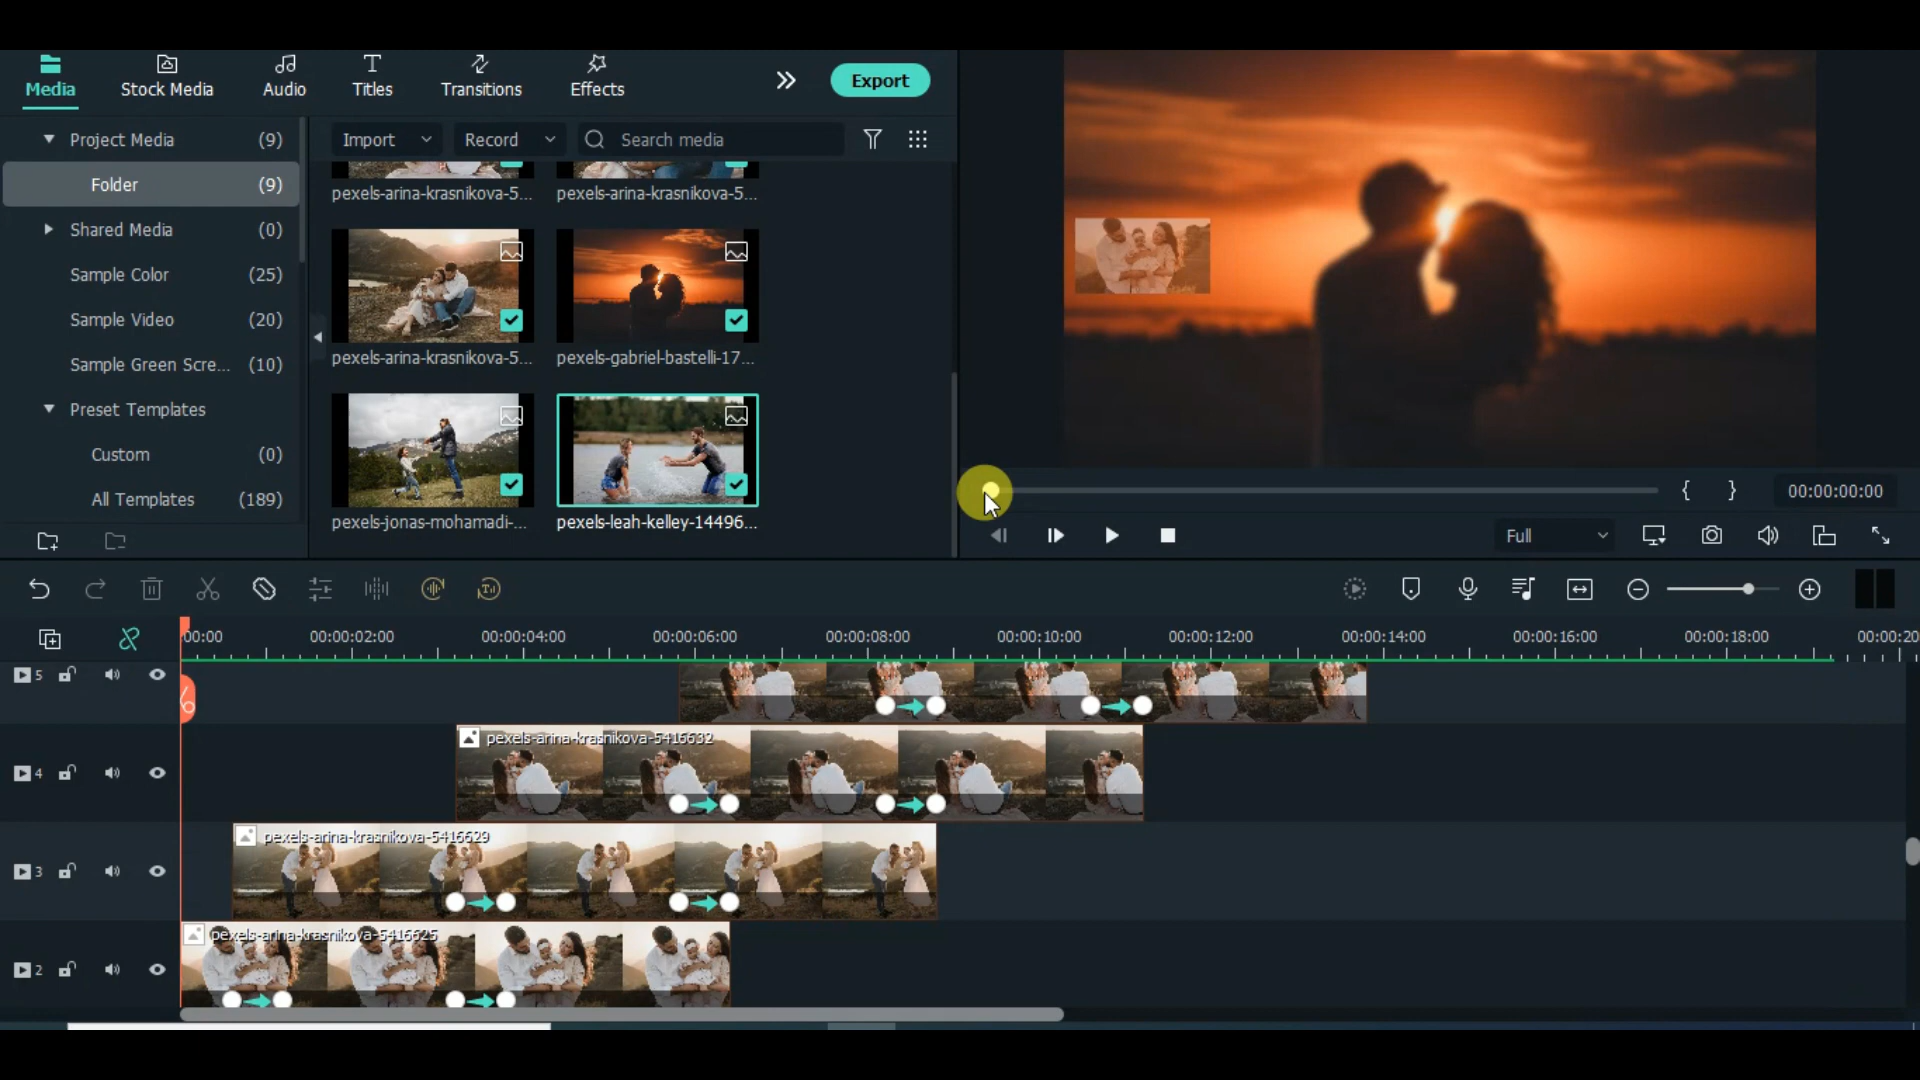 Media Stock Media Audio Titles Transitions Effects Export
Project Media (9) Import Record Search media
Folder (9)
pexels-arina-krasnikova-5... pexels-arina-krasnikova-5...
Shared Media (0)
Sample Color (25)
Sample Video (20)
pexels-arina-krasnikova-5... pexels-gabriel-bastelli-17...
Sample Green Scre... (10)
Preset Templates
Custom (0)
All Templates (189)
00:00:00:00
pexels-jonas-mohamadi-... pexels-leah-kelley-14496...
Full
00:00 00:00:02:00 00:00:04:00 00:00:06:00 00:00:08:00 00:00:10:00 00:00:12:00 00:00:14:00 00:00:16:00 00:00:18:00 00:00:20
5
pexels-arina-krasnikova-5416632
4
pexels-arina-krasnikova-5416629
3
pexels-arina-krasnikova-5416625
2